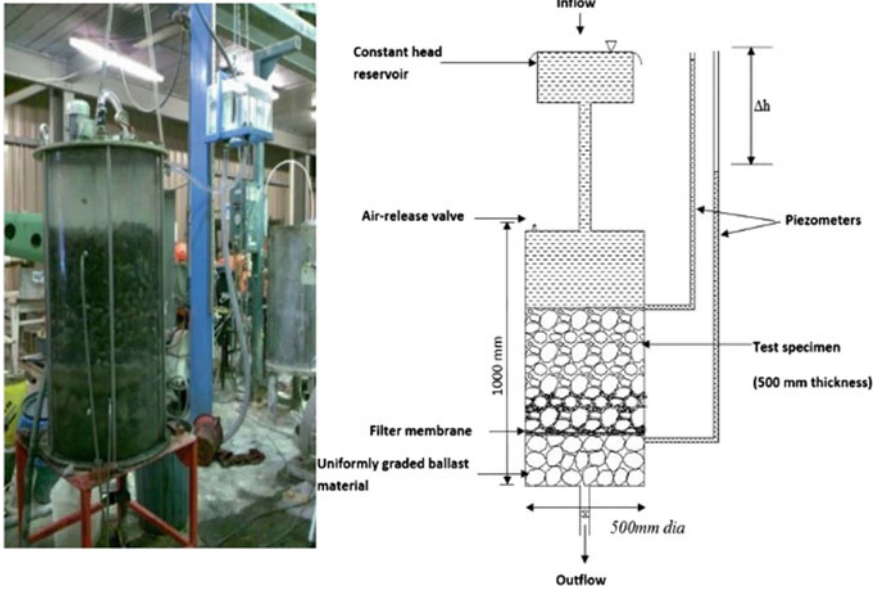 Inflow
Constant head
reservoir
Δh
Air-release valve
Piezometers
1000 mm
Test specimen
(500 mm thickness)
Filter membrane
Uniformly graded ballast
material
500mm dia
Outflow